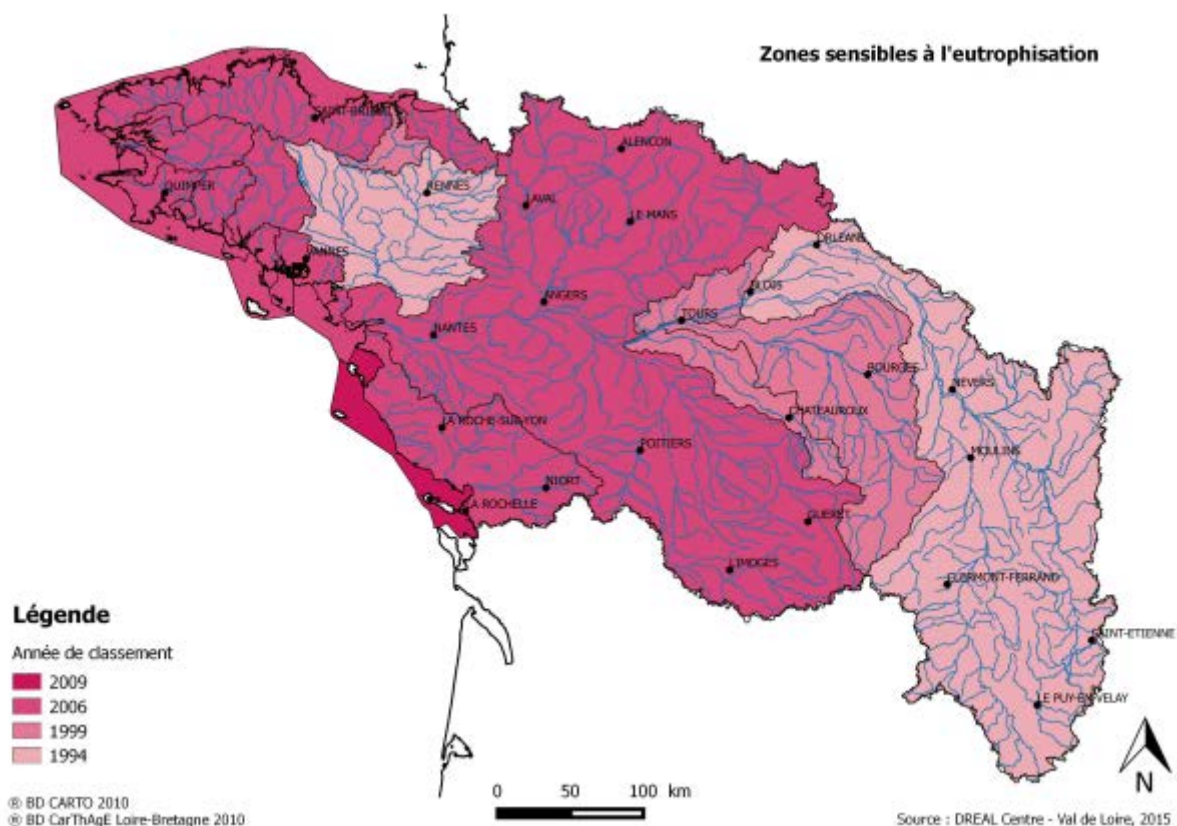 Zones sensibles à l'eutrophisation
SAINT-BRIEUC
ALENCON
QUIMPER
RENNES
LAVAL
LE MANS
VANNES
ORLEANS
BLOIS
ANGERS
TOURS
NANTES
BOURGES
NEVERS
CHATEAUROUX
LA ROCHE-SUR-YON
POITIERS
MOULINS
NIORT
LA ROCHELLE
GUERET
LIMOGES
CLERMONT-FERRAND
SAINT-ETIENNE
LE PUY-EN-VELAY
Légende
Année de classement
2009
2006
1999
1994
0 50 100 km
N
® BD CARTO 2010
® BD CarThAgE Loire-Bretagne 2010
Source : DREAL Centre - Val de Loire, 2015